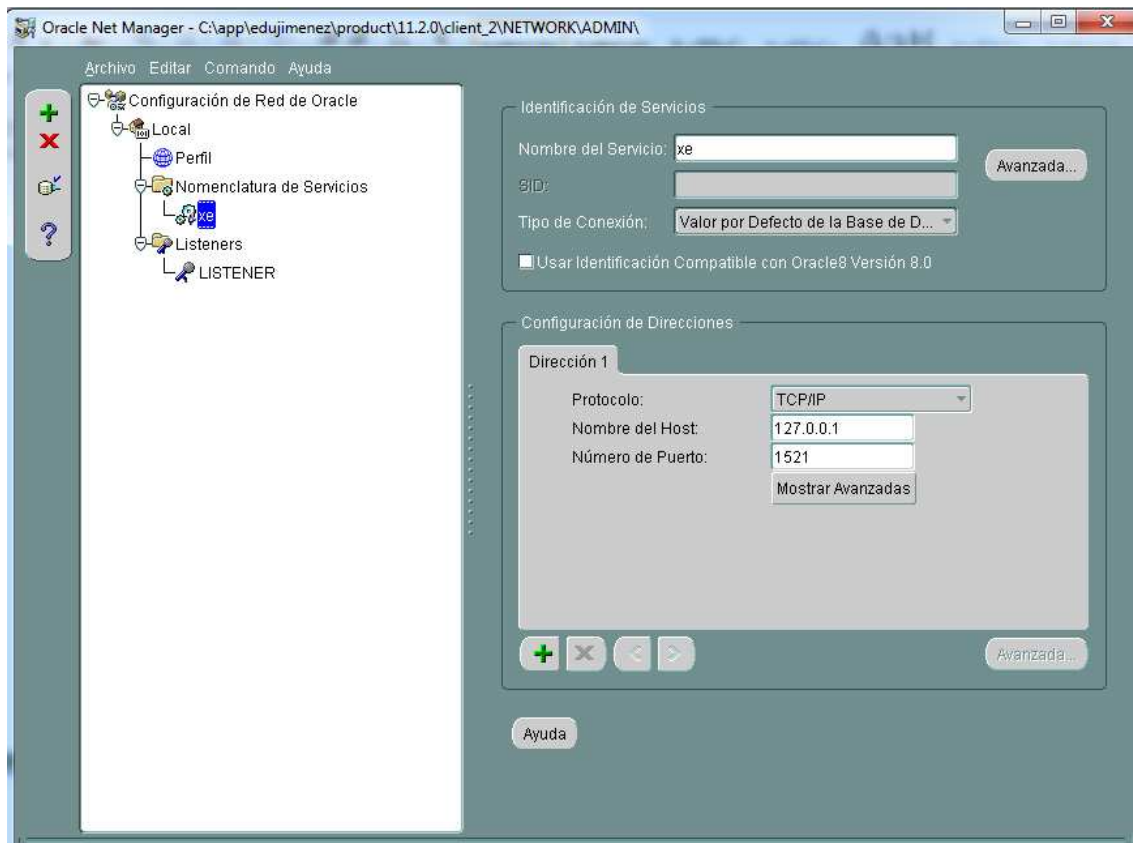 Oracle Net Manager - C:\app\edujimenez\product\11.2.0\client_2\NETWORK\ADMIN\
Archivo Editar Comando Ayuda
Configuración de Red de Oracle
Local
Perfil
Nomenclatura de Servicios
xe
Listeners
LISTENER
Identificación de Servicios
Nombre del Servicio: xe
Avanzada...
SID:
Tipo de Conexión: Valor por Defecto de la Base de D...
Usar Identificación Compatible con Oracle8 Versión 8.0
Configuración de Direcciones
Dirección 1
Protocolo: TCP/IP
Nombre del Host: 127.0.0.1
Número de Puerto: 1521
Mostrar Avanzadas
Avanzada...
Ayuda